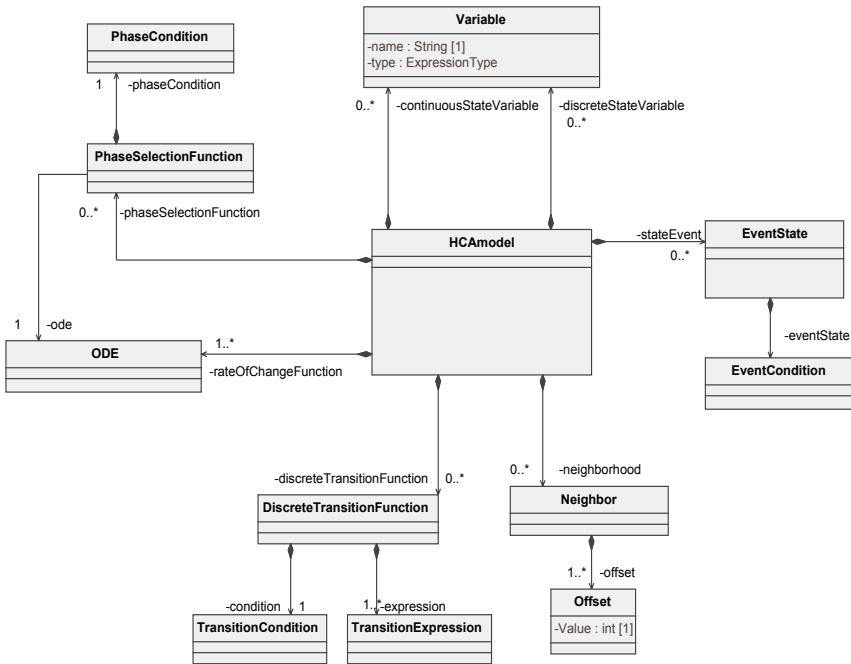 Variable
-name : String [1]
-type : ExpressionType
PhaseCondition
1 -phaseCondition
0..* -continuousStateVariable
-discreteStateVariable
0..*
PhaseSelectionFunction
0..* -phaseSelectionFunction
HCAmodel
-stateEvent
0..*
EventState
1 -ode
-eventState
ODE
1..*
-rateOfChangeFunction
EventCondition
-discreteTransitionFunction 0..*
0..* -neighborhood
DiscreteTransitionFunction
Neighbor
1..* -offset
-condition 1
1..* -expression
Offset
-Value : int [1]
TransitionCondition
TransitionExpression